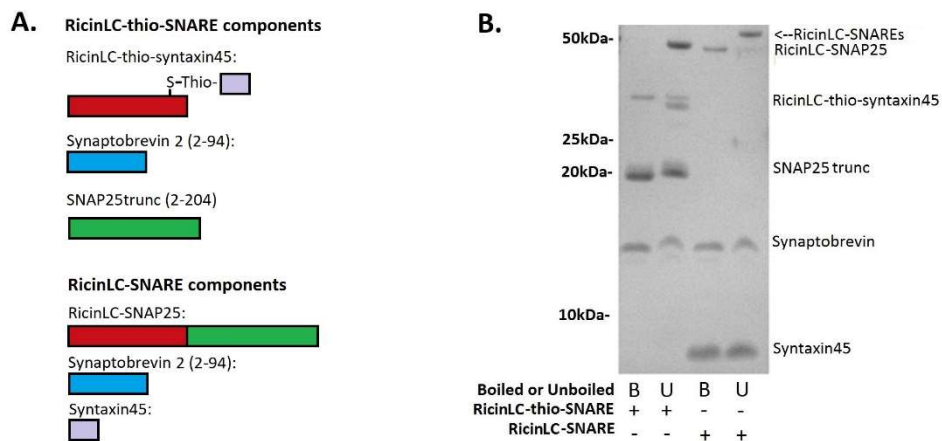 A.
RicinLC-thio-SNARE components
RicinLC-thio-syntaxin45:
S-Thio-
Synaptobrevin 2 (2-94):
SNAP25trunc (2-204)
RicinLC-SNARE components
RicinLC-SNAP25:
Synaptobrevin 2 (2-94):
Syntaxin45:
B.
50kDa-
25kDa-
20kDa-
10kDa-
<--RicinLC-SNAREs
RicinLC-SNAP25
RicinLC-thio-syntaxin45
SNAP25 trunc
Synaptobrevin
Syntaxin45
Boiled or Unboiled B U B U
RicinLC-thio-SNARE + + - -
RicinLC-SNARE - - + +